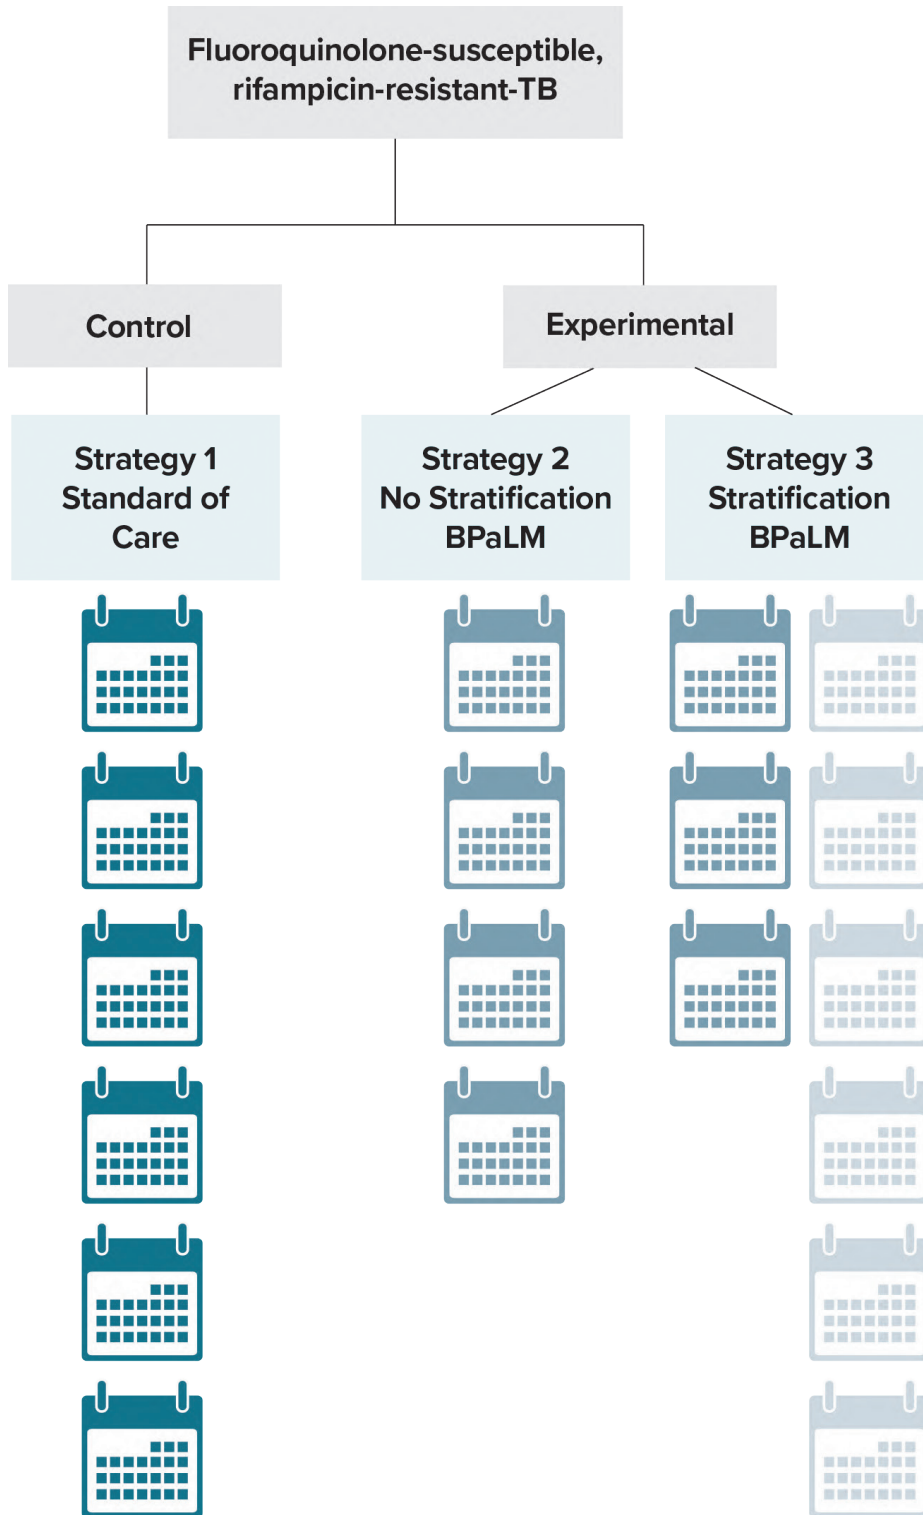 Fluoroquinolone-susceptible,
rifampicin-resistant-TB
Control
Experimental
Strategy 1
Standard of
Care
Strategy 2
No Stratification
BPaLM
Strategy 3
Stratification
BPaLM